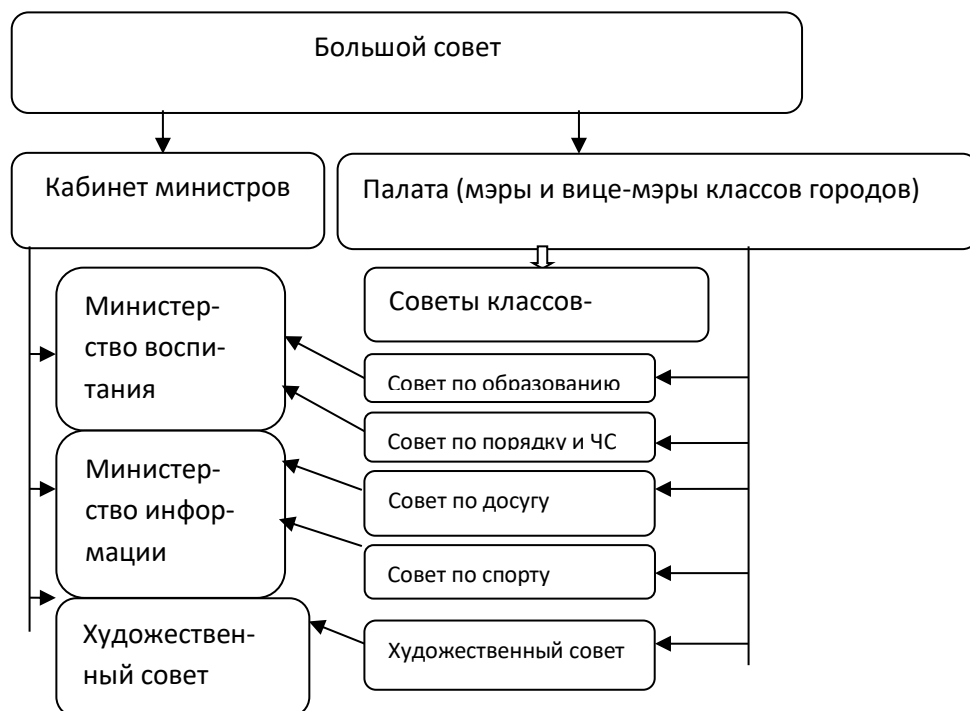 Большой совет
Кабинет министров
Палата (мэры и вице-мэры классов городов)
Министер-
ство воспи-
тания
Советы классов-
Совет по образованию
Совет по порядку и ЧС
Министер-
ство инфор-
мации
Совет по досугу
Совет по спорту
Художествен-
ный совет
Художественный совет